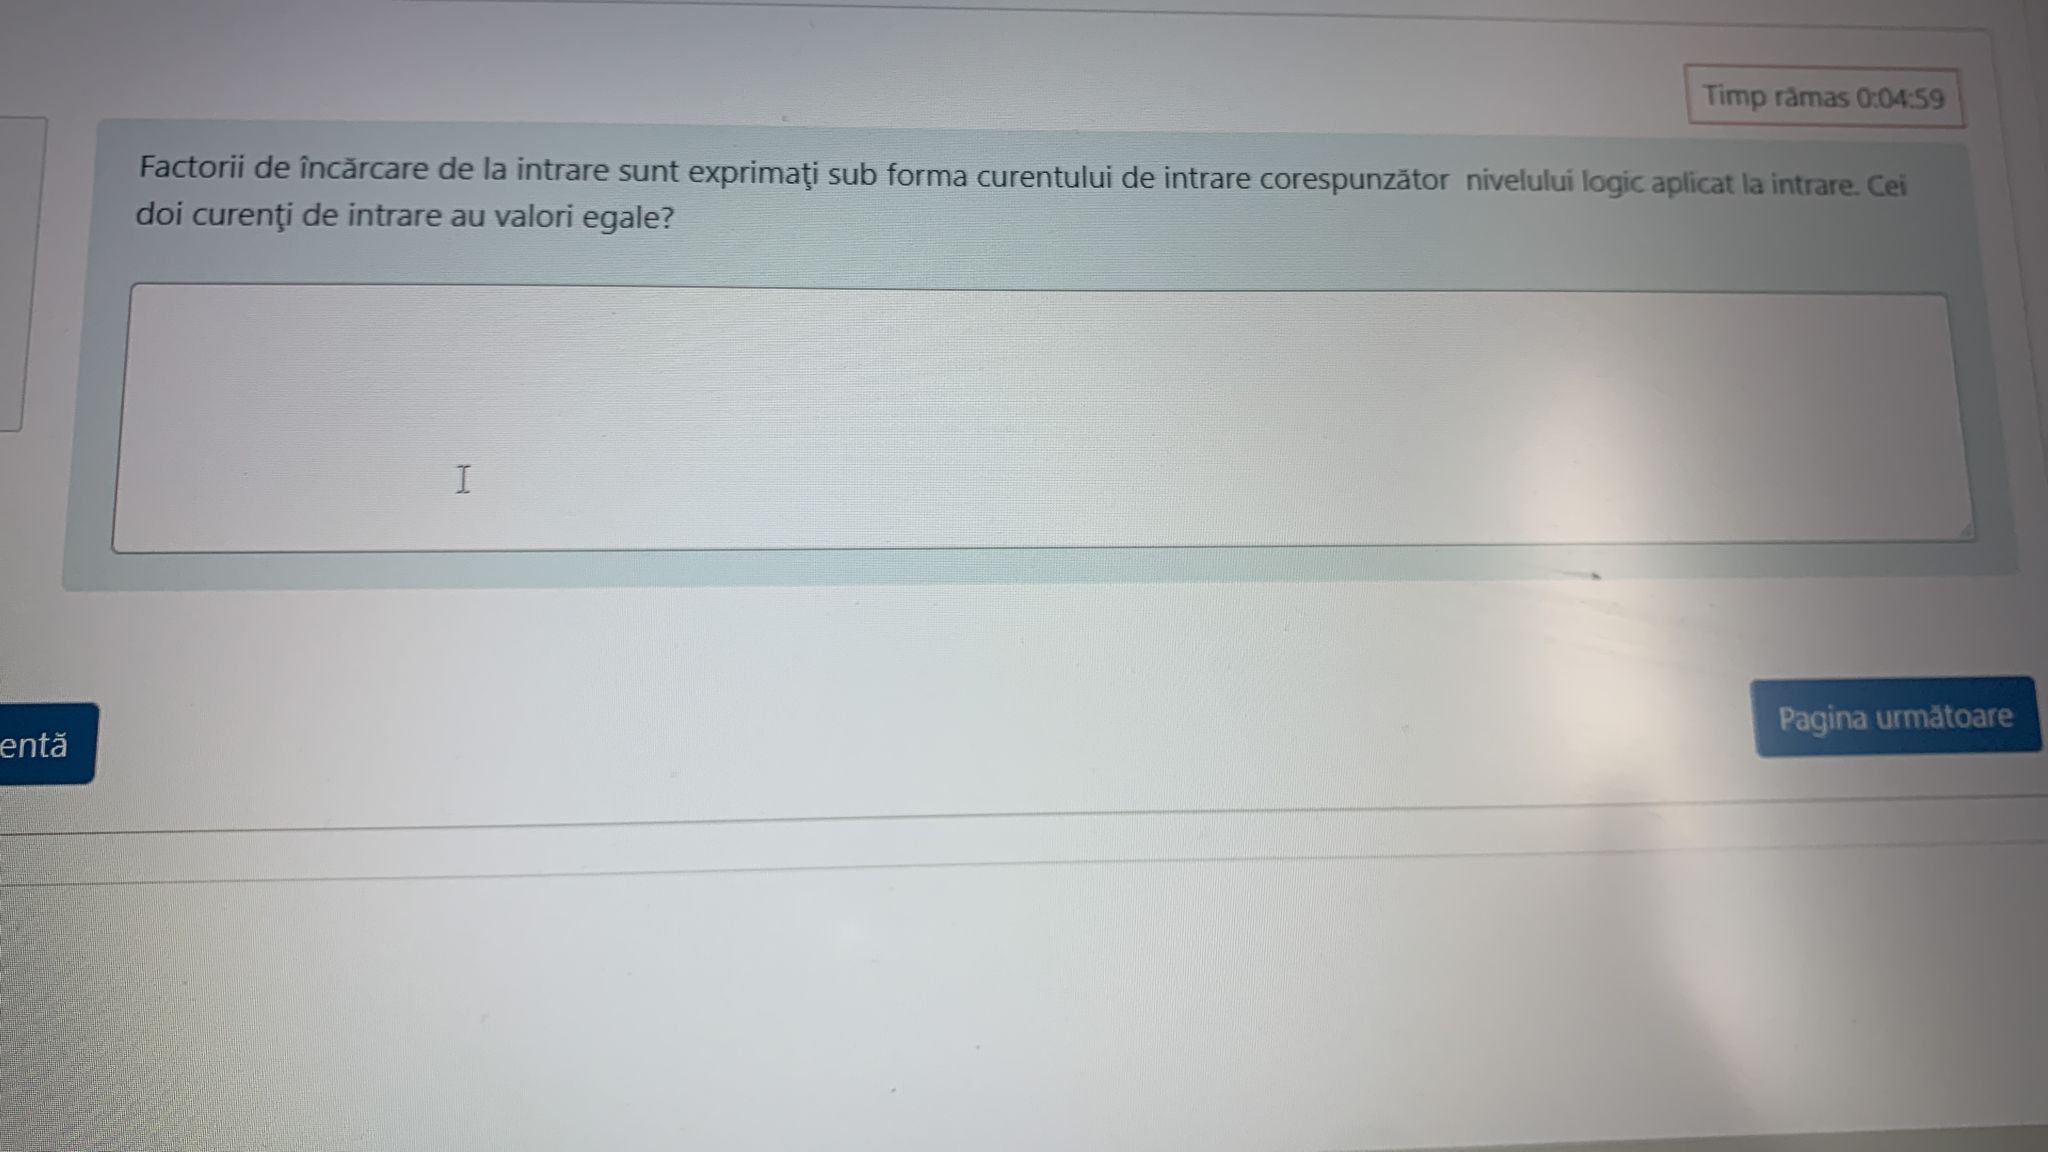 Timp rămas 0:04:59
Factorii de încărcare de la intrare sunt exprimaţi sub forma curentului de intrare corespunzător nivelului logic aplicat la intrare. Cei
doi curenţi de intrare au valori egale?
entă
Pagina următoare